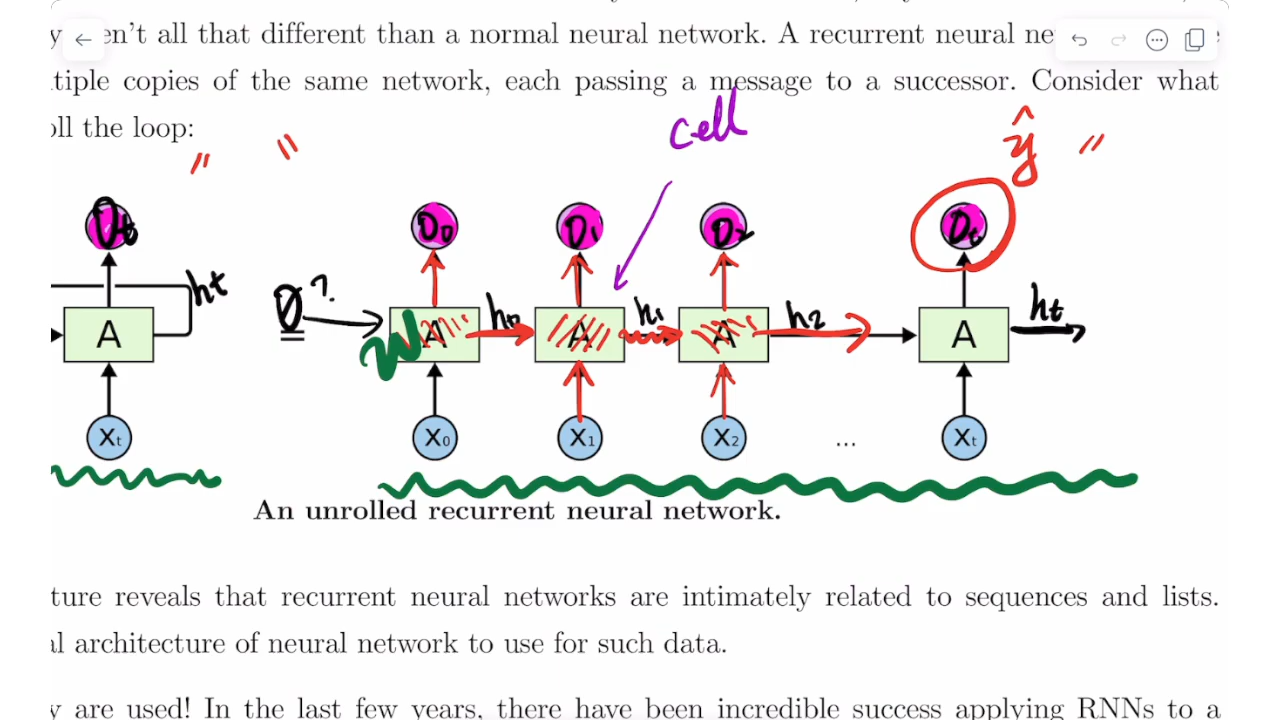 y aren't all that different than a normal neural network. A recurrent neural ne
tiple copies of the same network, each passing a message to a successor. Consider what
oll the loop:
cell
ŷ
" " "
Ot O0 O1 O2 Ot
0? ht h0 h1 h2 ht
A W A A A A
Xt X0 X1 X2 ... Xt
An unrolled recurrent neural network.
ture reveals that recurrent neural networks are intimately related to sequences and lists.
al architecture of neural network to use for such data.
y are used! In the last few years, there have been incredible success applying RNNs to a